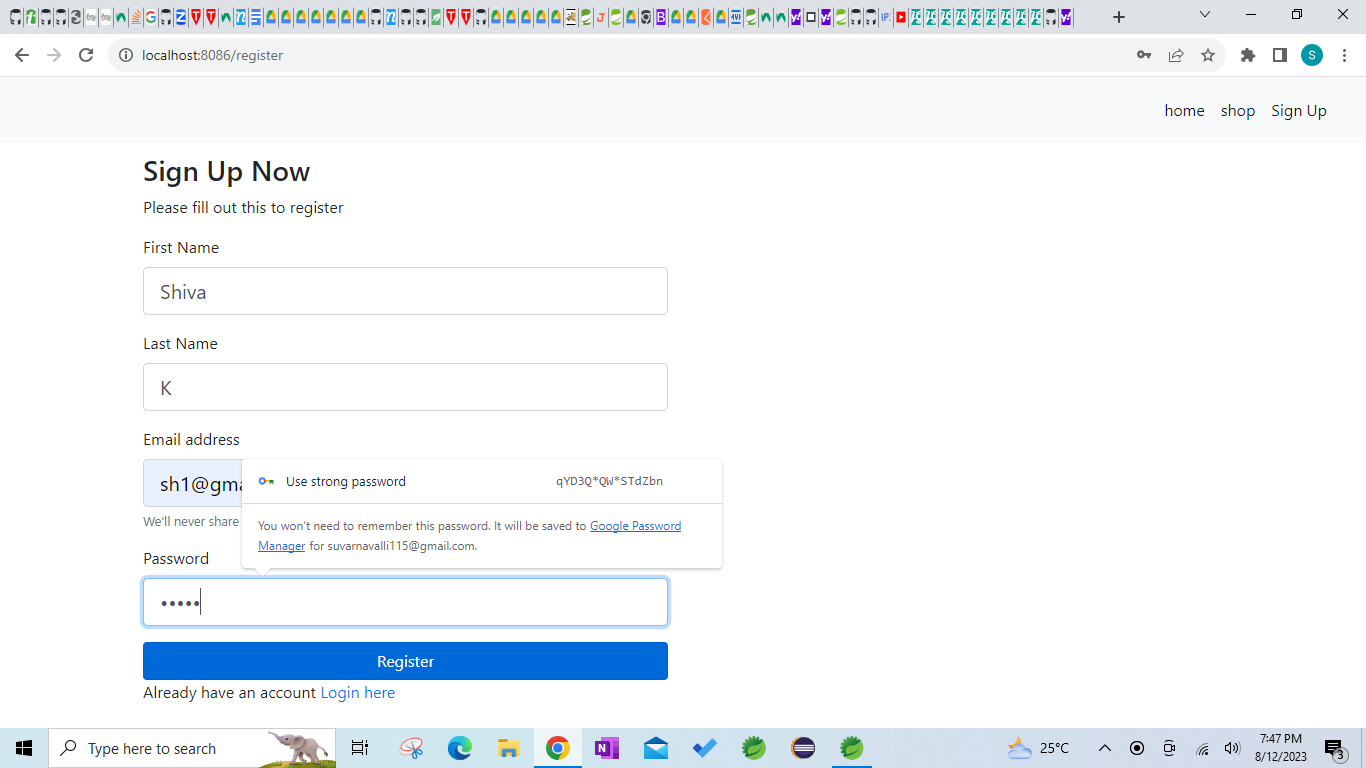 localhost:8086/register
S
home shop Sign Up
Sign Up Now
Please fill out this to register
First Name
Shiva
Last Name
K
Email address
sh1@gma
Use strong password qYD3Q*QW*STdZbn
We'll never share
You won't need to remember this password. It will be saved to Google Password
Manager for suvarnavalli115@gmail.com.
Password
•••••
Register
Already have an account Login here
Type here to search
25°C
7:47 PM
8/12/2023
3